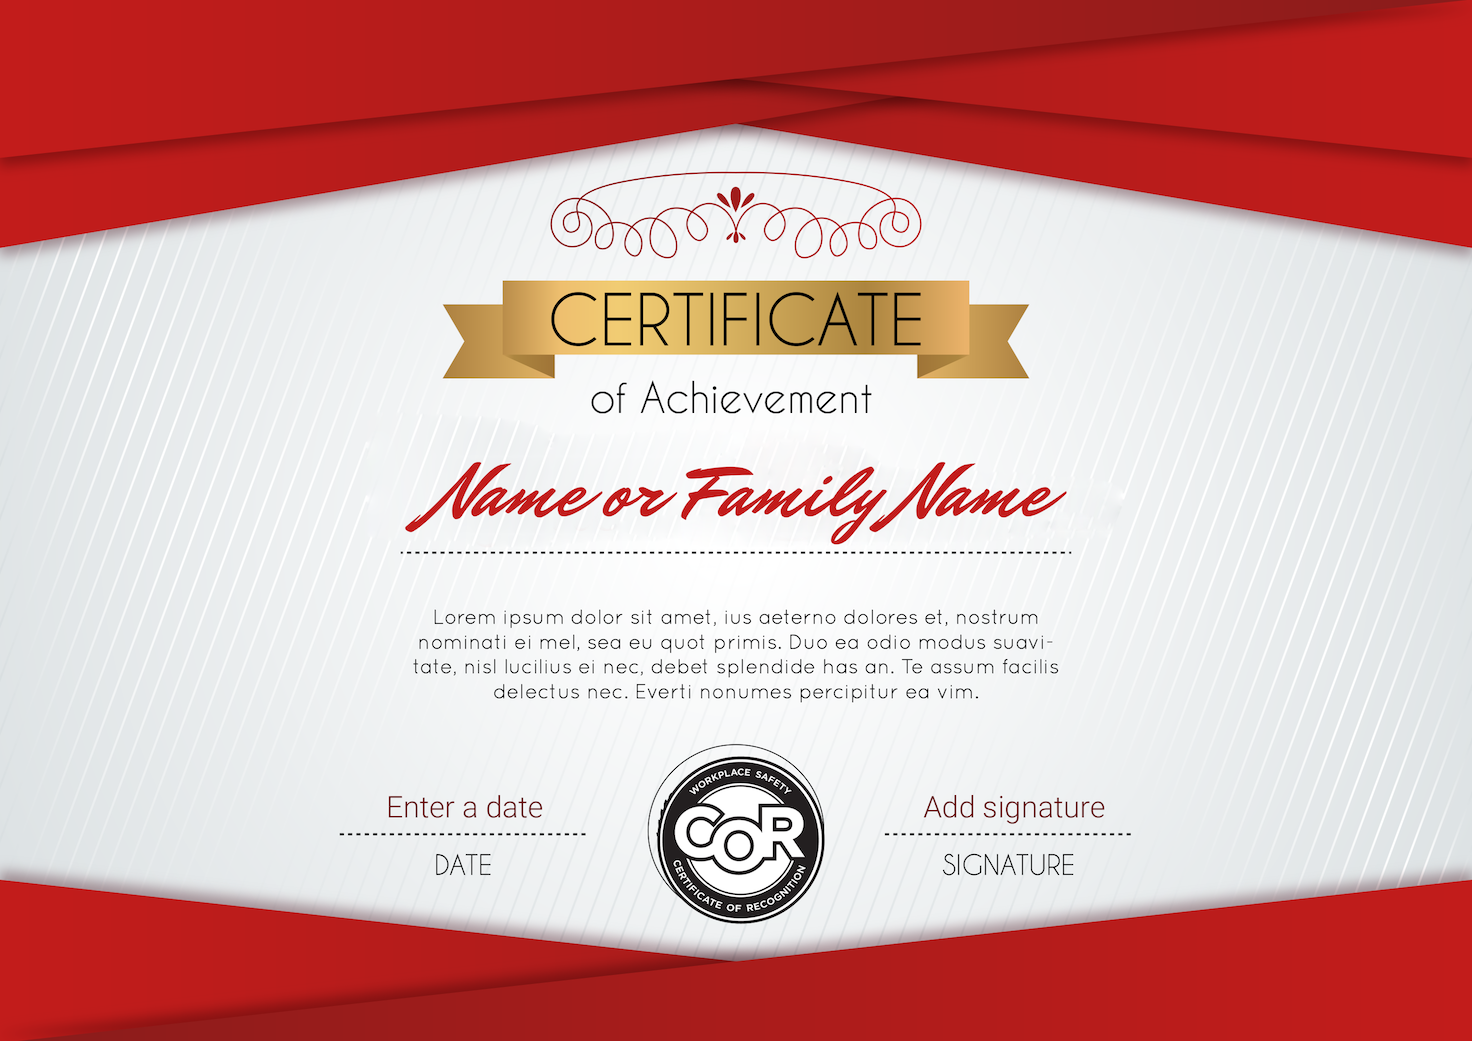 CERTIFICATE
of Achievement
Name or Family Name
Lorem ipsum dolor sit amet, ius aeterno dolores et, nostrum
nominati ei mel, sea eu quot primis. Duo ea odio modus suavi-
tate, nisl lucilius ei nec, debet splendide has an. Te assum facilis
delectus nec. Everti nonumes percipitur ea vim.
WORKPLACE SAFETY
COR
CERTIFICATE OF RECOGNITION
Enter a date
DATE
Add signature
SIGNATURE